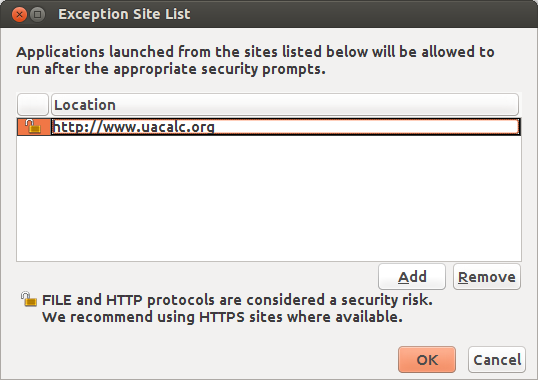 Exception Site List
Applications launched from the sites listed below will be allowed to
run after the appropriate security prompts.
Location
http://www.uacalc.org
Add Remove
FILE and HTTP protocols are considered a security risk.
We recommend using HTTPS sites where available.
OK Cancel